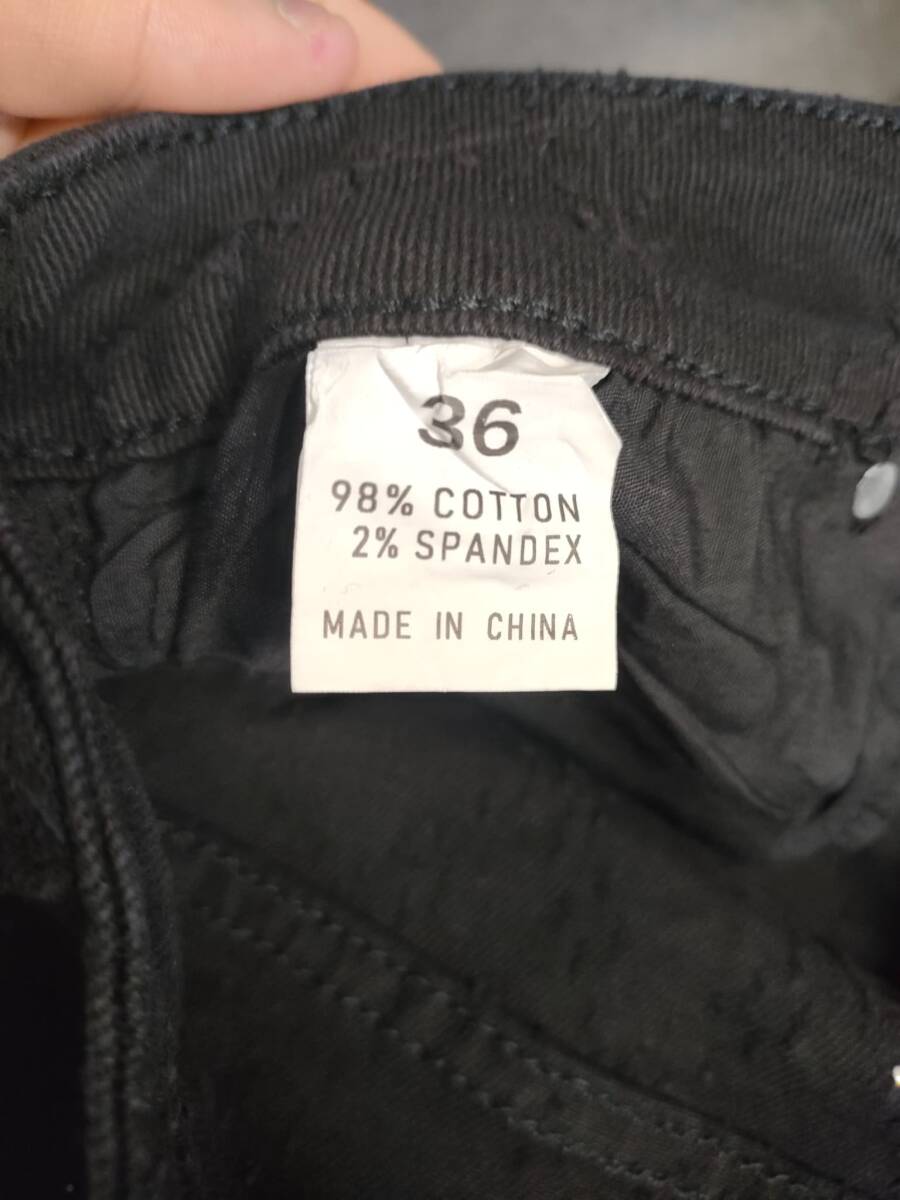 36
98% COTTON
2% SPANDEX
MADE IN CHINA